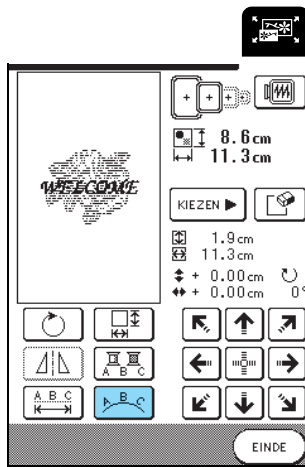 8.6cm
11.3cm
WELCOME
KIEZEN
1.9cm
11.3cm
+ 0.00cm
+ 0.00cm 0°
A B C
A B C
A B C
EINDE